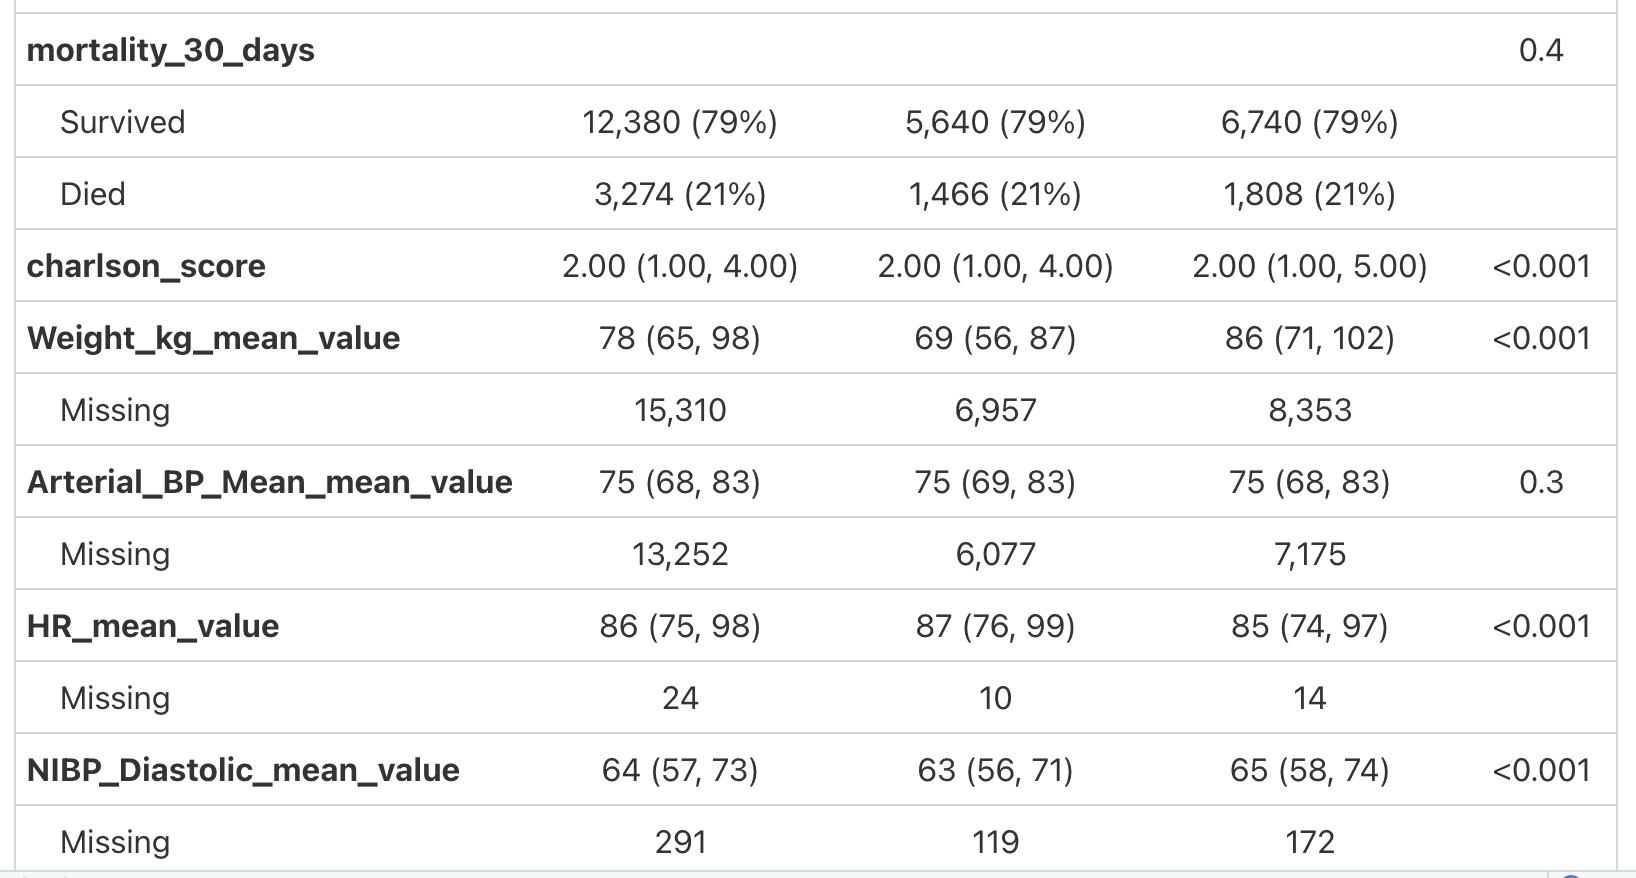 mortality_30_days 0.4
Survived 12,380 (79%) 5,640 (79%) 6,740 (79%)
Died 3,274 (21%) 1,466 (21%) 1,808 (21%)
charlson_score 2.00 (1.00, 4.00) 2.00 (1.00, 4.00) 2.00 (1.00, 5.00) <0.001
Weight_kg_mean_value 78 (65, 98) 69 (56, 87) 86 (71, 102) <0.001
Missing 15,310 6,957 8,353
Arterial_BP_Mean_mean_value 75 (68, 83) 75 (69, 83) 75 (68, 83) 0.3
Missing 13,252 6,077 7,175
HR_mean_value 86 (75, 98) 87 (76, 99) 85 (74, 97) <0.001
Missing 24 10 14
NIBP_Diastolic_mean_value 64 (57, 73) 63 (56, 71) 65 (58, 74) <0.001
Missing 291 119 172